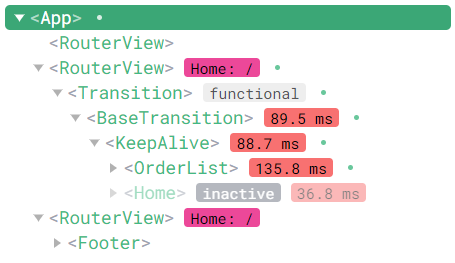 <App>
<RouterView>
<RouterView> Home: /
<Transition> functional
<BaseTransition> 89.5 ms
<KeepAlive> 88.7 ms
<OrderList> 135.8 ms
<Home> inactive 36.8 ms
<RouterView> Home: /
<Footer>